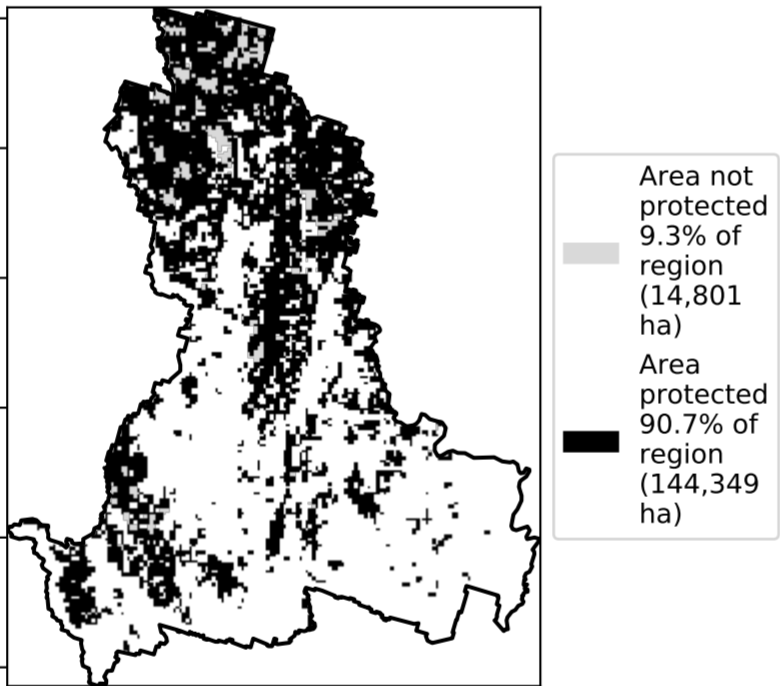 Area not
protected
9.3% of
region
(14,801
ha)
Area
protected
90.7% of
region
(144,349
ha)